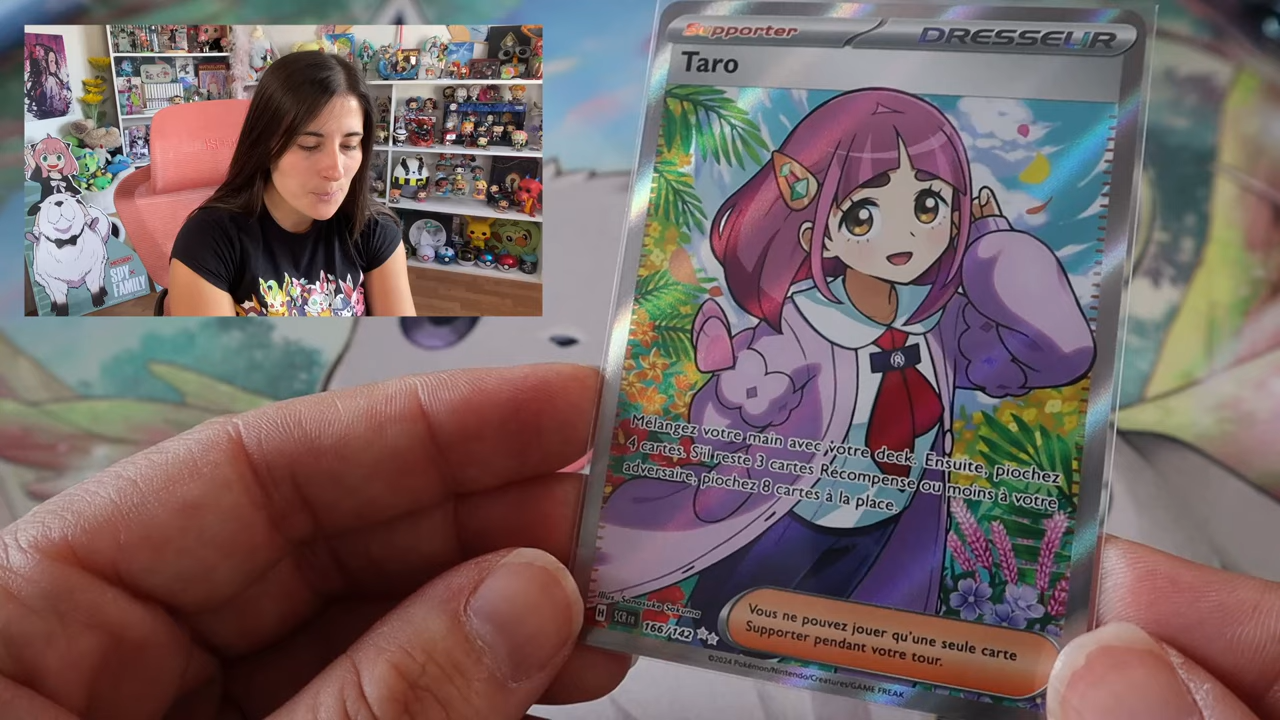 Supporter
DRESSEUR
Taro
SPY×
FAMILY
Mélangez votre main avec votre deck. Ensuite, piochez
4 cartes. S'il reste 3 cartes Récompense ou moins à votre
adversaire, piochez 8 cartes à la place.
Illus. Sonosuke Sakuma
H SCR FR 166/142
Vous ne pouvez jouer qu'une seule carte
Supporter pendant votre tour.
©2024 Pokémon/Nintendo/Creatures/GAME FREAK